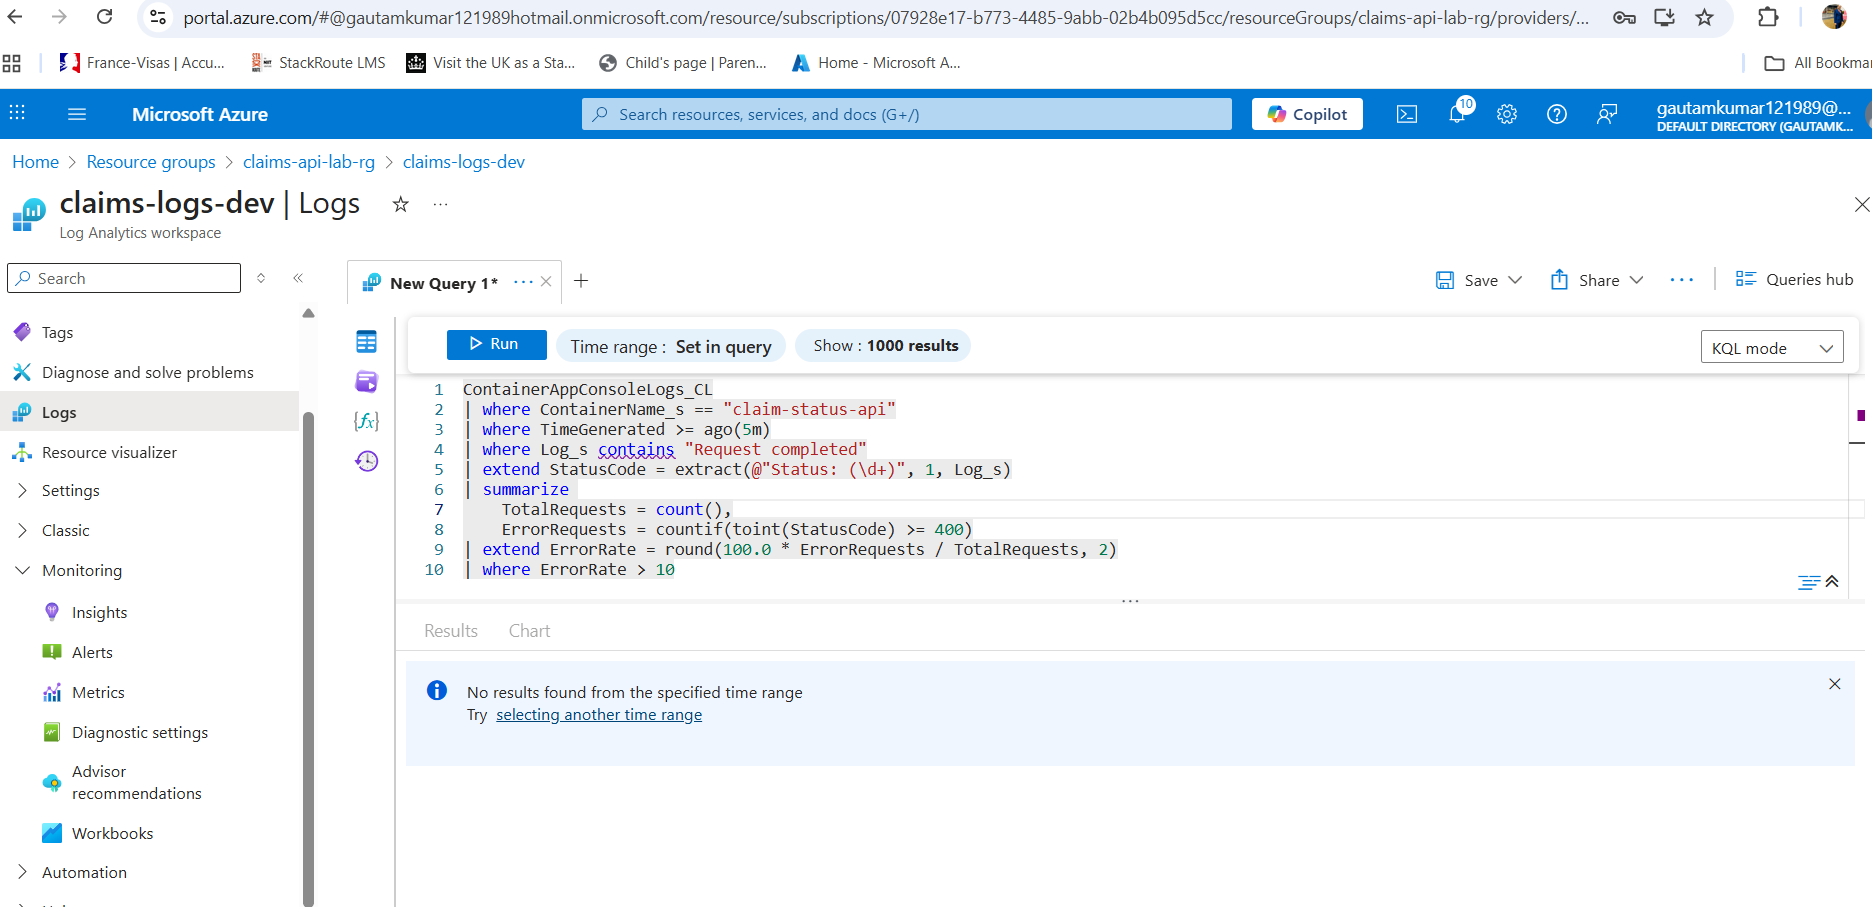 portal.azure.com/#@gautamkumar121989hotmail.onmicrosoft.com/resource/subscriptions/07928e17-b773-4485-9abb-02b4b095d5cc/resourceGroups/claims-api-lab-rg/providers/...
France-Visas | Accu...
StackRoute LMS
Visit the UK as a Sta...
Child's page | Paren...
Home - Microsoft A...
All Bookmar
Microsoft Azure
Search resources, services, and docs (G+/)
Copilot
10
gautamkumar121989@...
DEFAULT DIRECTORY (GAUTAMK...
Home > Resource groups > claims-api-lab-rg > claims-logs-dev
claims-logs-dev | Logs
Log Analytics workspace
Search
Tags
Diagnose and solve problems
Logs
Resource visualizer
Settings
Classic
Monitoring
Insights
Alerts
Metrics
Diagnostic settings
Advisor
recommendations
Workbooks
Automation
New Query 1*
Save
Share
Queries hub
Run
Time range : Set in query
Show : 1000 results
KQL mode
1 ContainerAppConsoleLogs_CL
2 | where ContainerName_s == "claim-status-api"
3 | where TimeGenerated >= ago(5m)
4 | where Log_s contains "Request completed"
5 | extend StatusCode = extract(@"Status: (\d+)", 1, Log_s)
6 | summarize
7 TotalRequests = count(),
8 ErrorRequests = countif(toint(StatusCode) >= 400)
9 | extend ErrorRate = round(100.0 * ErrorRequests / TotalRequests, 2)
10 | where ErrorRate > 10
Results
Chart
No results found from the specified time range
Try selecting another time range